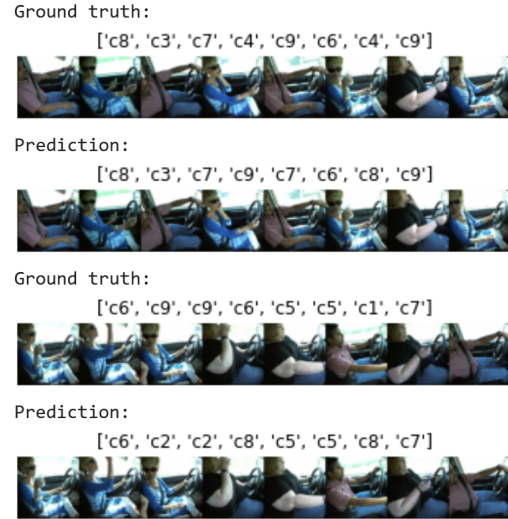 Ground truth:
['c8', 'c3', 'c7', 'c4', 'c9', 'c6', 'c4', 'c9']
Prediction:
['c8', 'c3', 'c7', 'c9', 'c7', 'c6', 'c8', 'c9']
Ground truth:
['c6', 'c9', 'c9', 'c6', 'c5', 'c5', 'c1', 'c7']
Prediction:
['c6', 'c2', 'c2', 'c8', 'c5', 'c5', 'c8', 'c7']